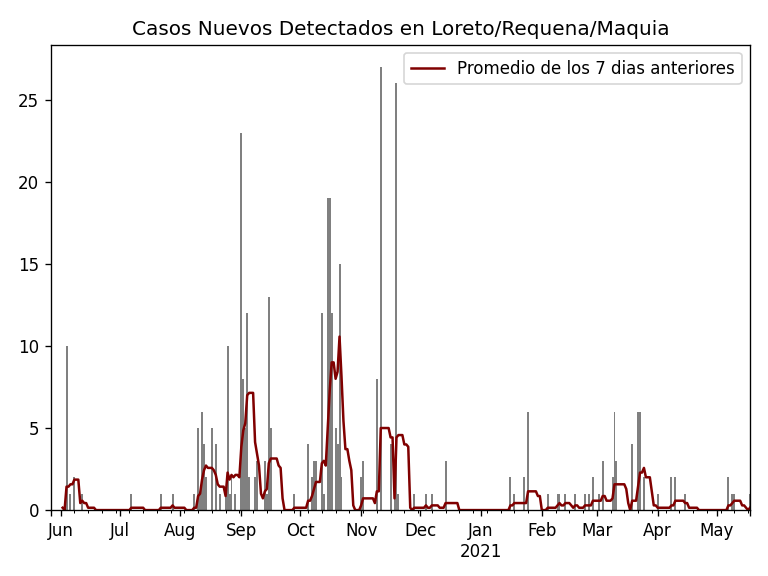 Casos Nuevos Detectados en Loreto/Requena/Maquia
Promedio de los 7 dias anteriores
25
20
15
10
5
0
Jun Jul Aug Sep Oct Nov Dec Jan Feb Mar Apr May
2021